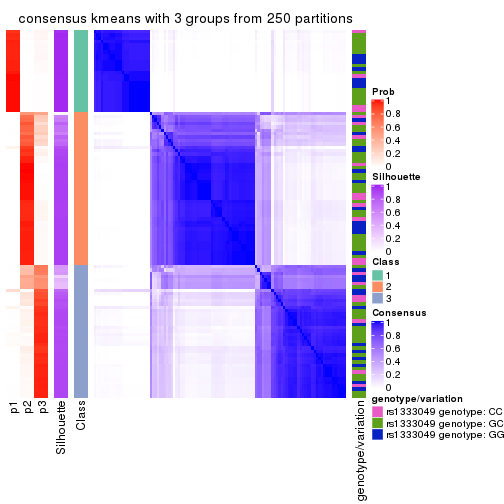 consensus kmeans with 3 groups from 250 partitions
p1
p2
p3
Silhouette
Class
genotype/variation
Prob
1
0.8
0.6
0.4
0.2
0
Silhouette
1
0.8
0.6
0.4
0.2
0
Class
1
2
3
Consensus
1
0.8
0.6
0.4
0.2
0
genotype/variation
rs1333049 genotype: CC
rs1333049 genotype: GC
rs1333049 genotype: GG